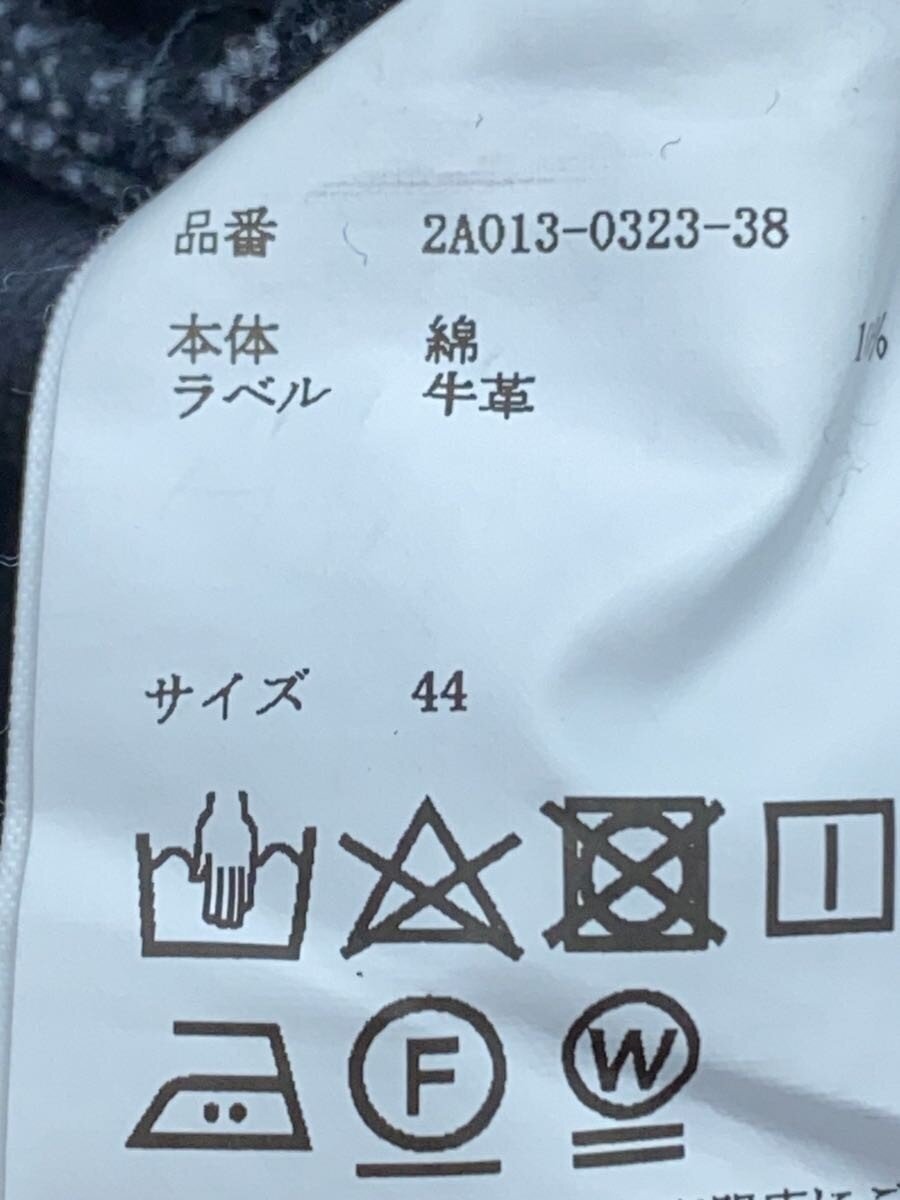 品番 2A013-0323-38
本体 綿
ラベル 牛革
サイズ 44
F W